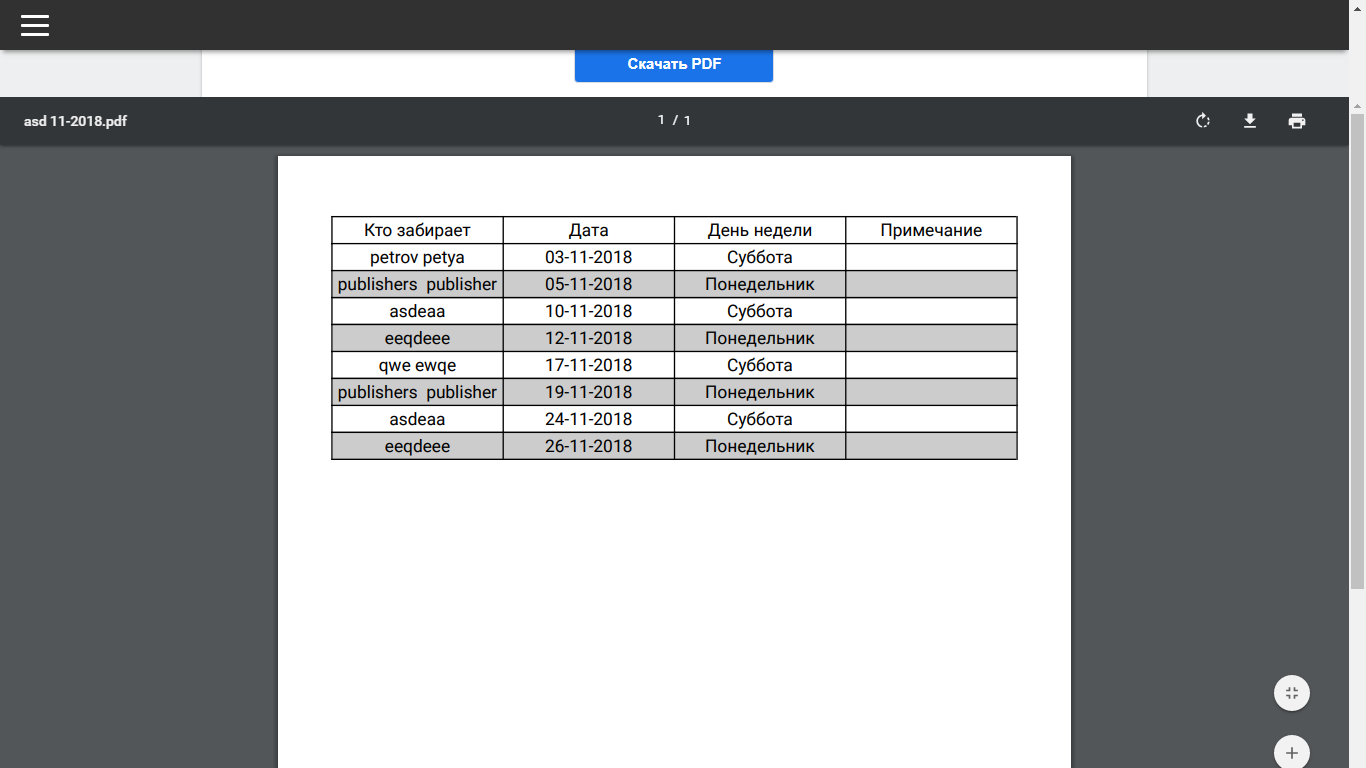 Скачать PDF
asd 11-2018.pdf
1 / 1
Кто забирает Дата День недели Примечание
petrov petya 03-11-2018 Суббота
publishers publisher 05-11-2018 Понедельник
asdeaa 10-11-2018 Суббота
eeqdeee 12-11-2018 Понедельник
qwe ewqe 17-11-2018 Суббота
publishers publisher 19-11-2018 Понедельник
asdeaa 24-11-2018 Суббота
eeqdeee 26-11-2018 Понедельник